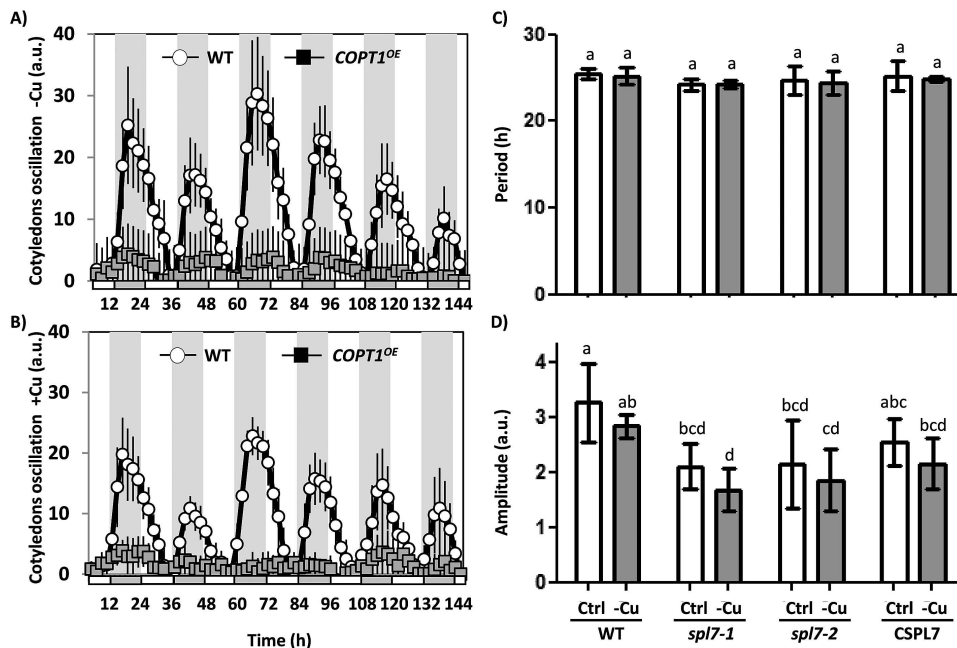 A)
Cotyledons oscillation -Cu (a.u.)
40
30
20
10
0
WT COPT1OE
12 24 36 48 60 72 84 96 108 120 132 144
B)
Cotyledons oscillation +Cu (a.u.)
40
30
20
10
0
WT COPT1OE
12 24 36 48 60 72 84 96 108 120 132 144
Time (h)
C)
Period (h)
30
20
10
0
a a a a a a a a
D)
Amplitude (a.u.)
4
3
2
1
0
a ab bcd d bcd cd abc bcd
Ctrl -Cu Ctrl -Cu Ctrl -Cu Ctrl -Cu
WT spl7-1 spl7-2 CSPL7